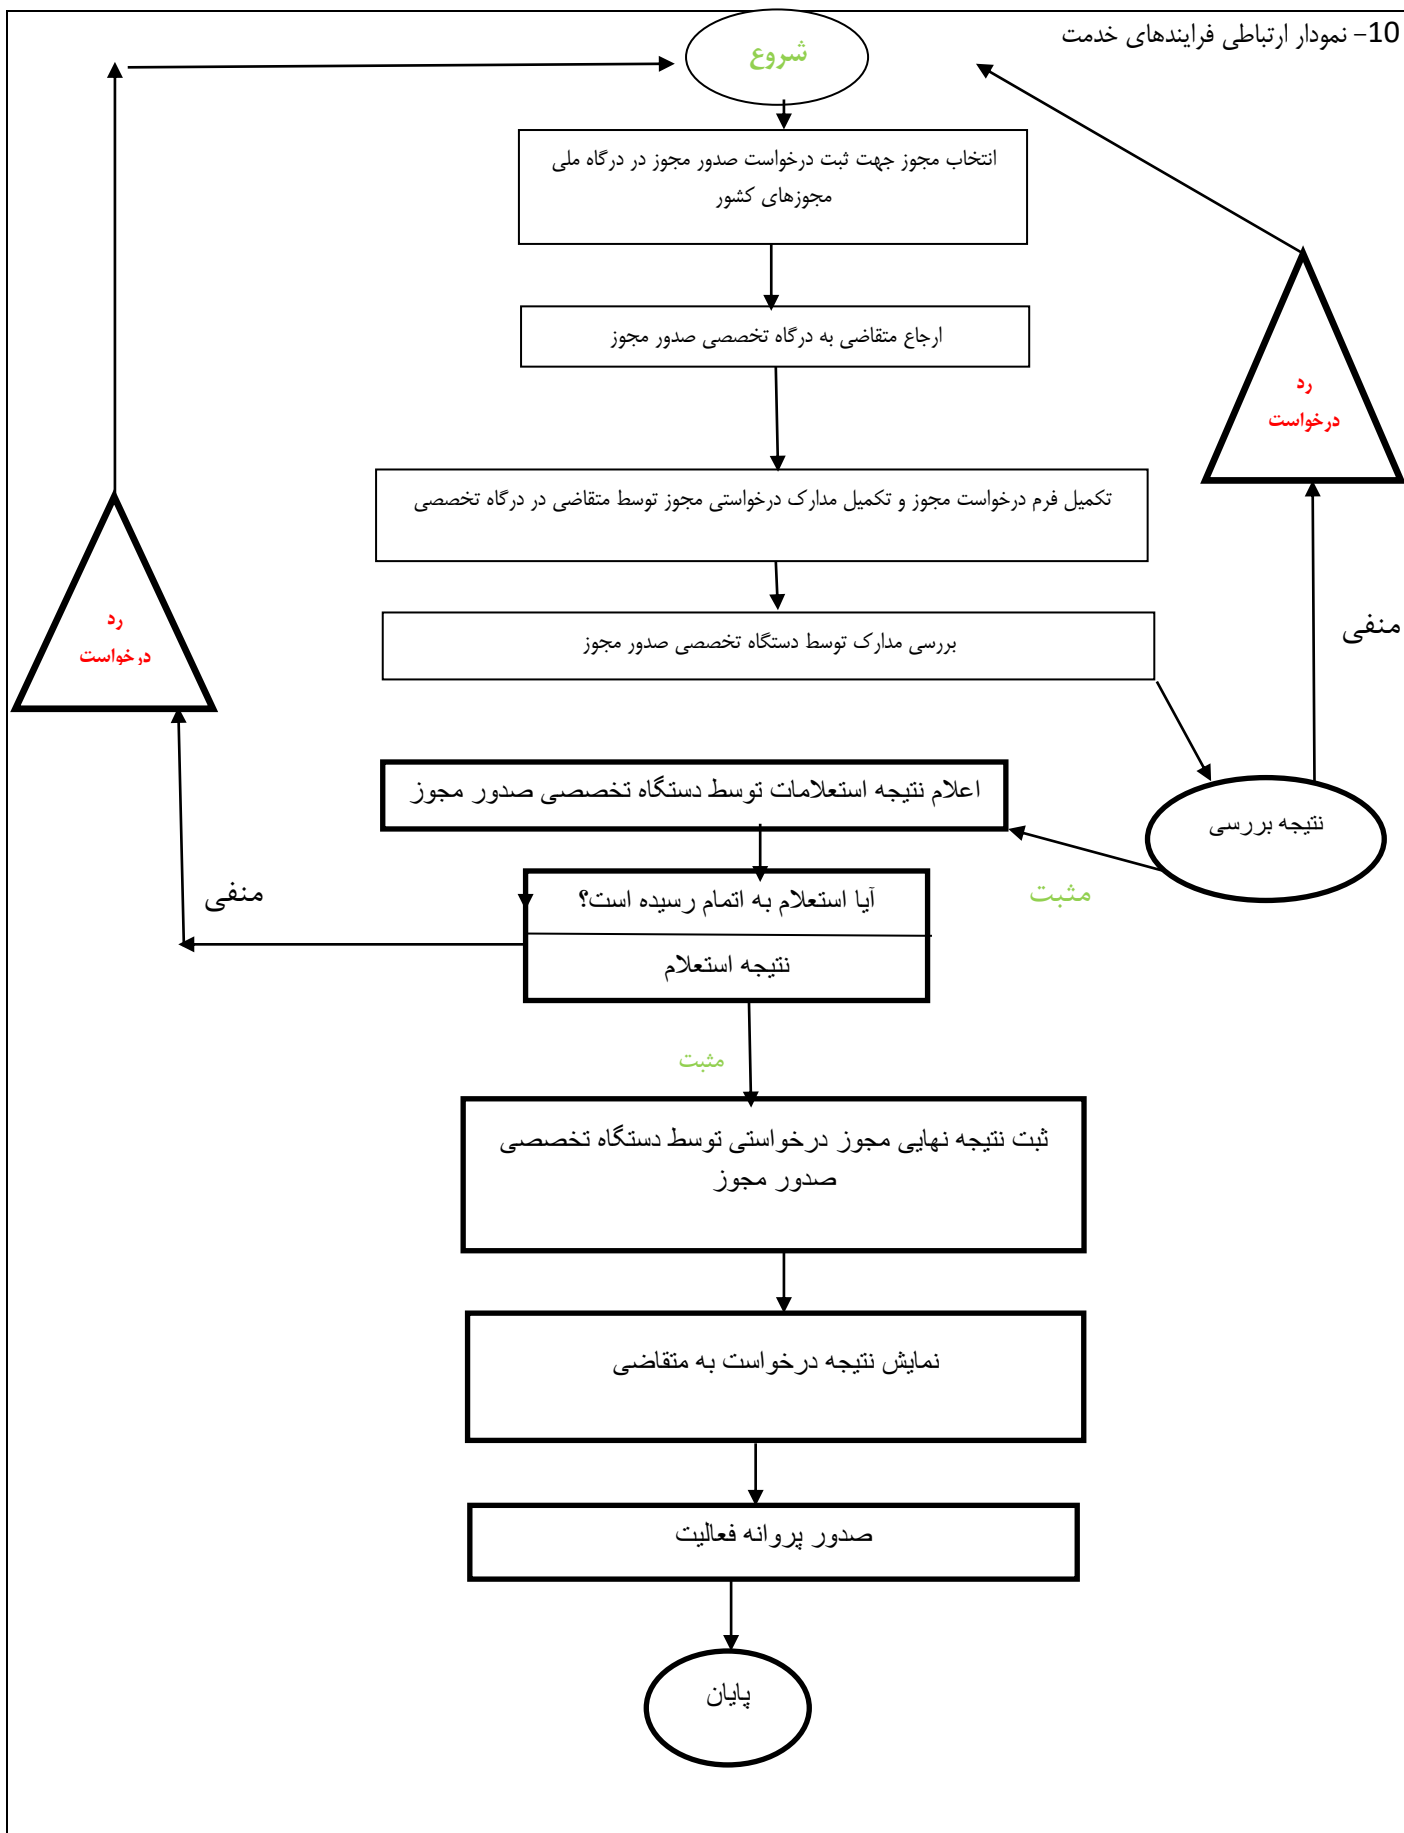 10- نمودار ارتباطی فرایندهای خدمت
شروع
انتخاب مجوز جهت ثبت درخواست صدور مجوز در درگاه ملی
مجوزهای کشور
ارجاع متقاضی به درگاه تخصصی صدور مجوز
رد
درخواست
تکمیل فرم درخواست مجوز و تکمیل مدارک درخواستی مجوز توسط متقاضی در درگاه تخصصی
رد
درخواست
منفی
بررسی مدارک توسط دستگاه تخصصی صدور مجوز
اعلام نتیجه استعلامات توسط دستگاه تخصصی صدور مجوز
نتیجه بررسی
مثبت
منفی
آیا استعلام به اتمام رسیده است؟
نتیجه استعلام
مثبت
ثبت نتیجه نهایی مجوز درخواستی توسط دستگاه تخصصی
صدور مجوز
نمایش نتیجه درخواست به متقاضی
صدور پروانه فعالیت
پایان